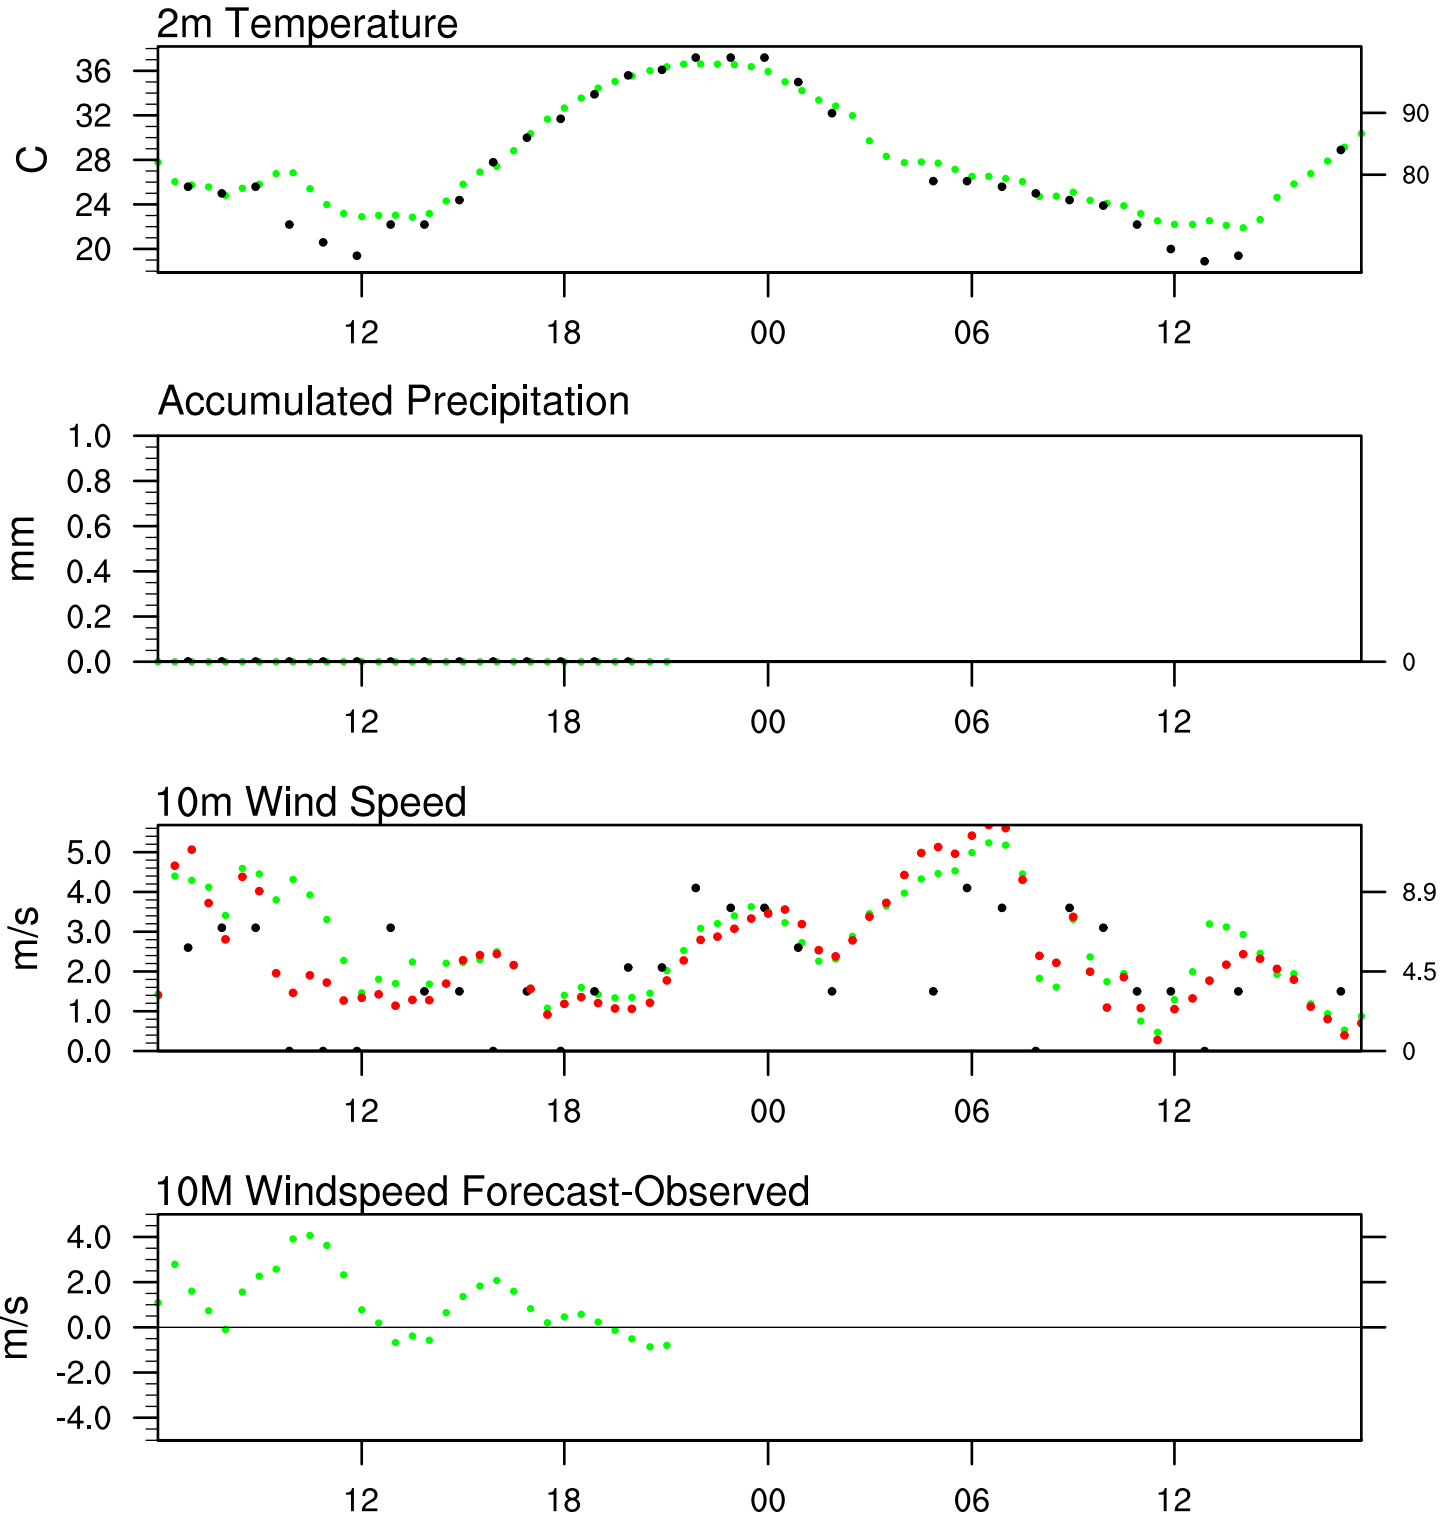 2m Temperature
C
36
32
28
24
20
90
80
12 18 00 06 12
Accumulated Precipitation
mm
1.0
0.8
0.6
0.4
0.2
0.0 0
12 18 00 06 12
10m Wind Speed
m/s
5.0
4.0 8.9
3.0
2.0 4.5
1.0
0.0 0
12 18 00 06 12
10M Windspeed Forecast-Observed
m/s
4.0
2.0
0.0
-2.0
-4.0
12 18 00 06 12